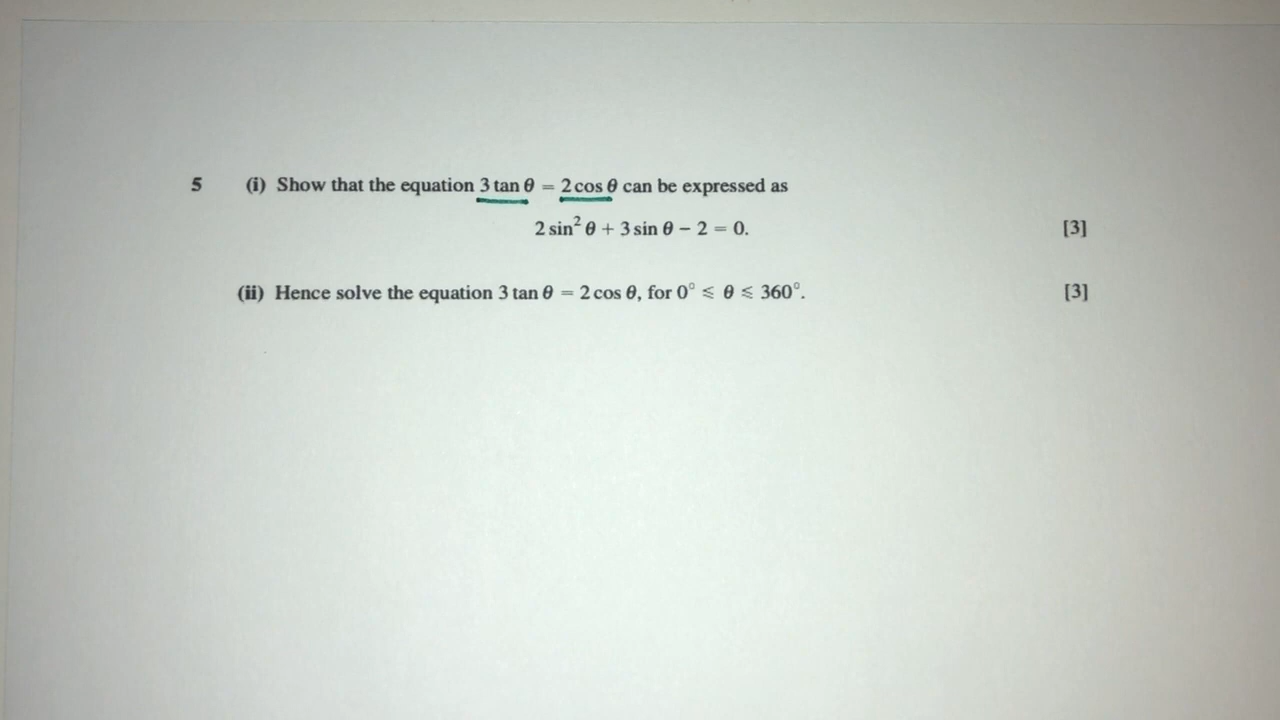 5 (i) Show that the equation 3 tan θ = 2 cos θ can be expressed as
2 sin² θ + 3 sin θ − 2 = 0. [3]
(ii) Hence solve the equation 3 tan θ = 2 cos θ, for 0° ⩽ θ ⩽ 360°. [3]